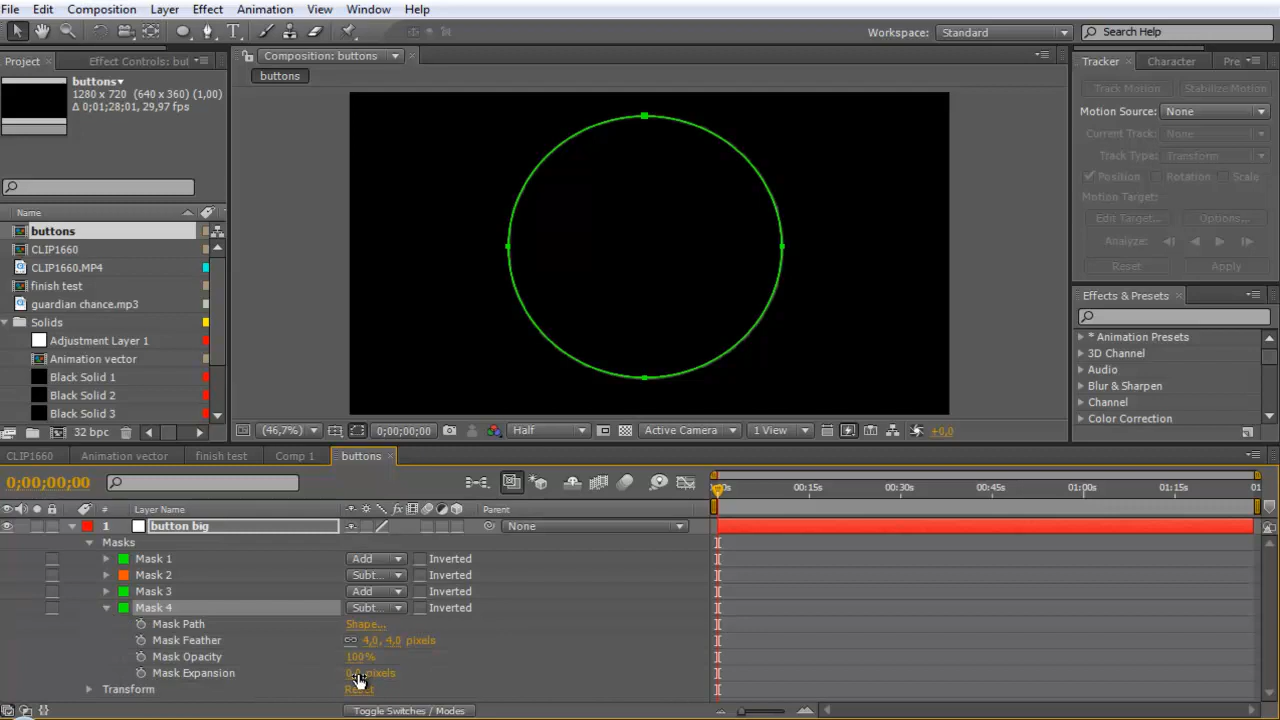 File Edit Composition Layer Effect Animation View Window Help
Workspace: Standard Search Help
Project Effect Controls: but
Composition: buttons
Tracker Character Pre
buttons
1280 x 720 (640 x 360) (1,00)
Δ 0;01;28;01, 29,97 fps
buttons
Track Motion Stabilize Motion
Motion Source: None
Current Track: None
Track Type: Transform
Position Rotation Scale
Motion Target:
Edit Target... Options...
Analyze:
Reset Apply
Name
buttons
CLIP1660
CLIP1660.MP4
finish test
guardian chance.mp3
Solids
Adjustment Layer 1
Animation vector
Black Solid 1
Black Solid 2
Black Solid 3
32 bpc
Effects & Presets
* Animation Presets
3D Channel
Audio
Blur & Sharpen
Channel
Color Correction
(46,7%) 0;00;00;00 Half Active Camera 1 View +0,0
CLIP1660 Animation vector finish test Comp 1 buttons
0;00;00;00 00s 00:15s 00:30s 00:45s 01:00s 01:15s 01
# Layer Name Parent
1 button big None
Masks
Mask 1 Add Inverted
Mask 2 Subt... Inverted
Mask 3 Add Inverted
Mask 4 Subt... Inverted
Mask Path Shape...
Mask Feather 4,0, 4,0 pixels
Mask Opacity 100%
Mask Expansion 0,0 pixels
Transform Reset
Toggle Switches / Modes